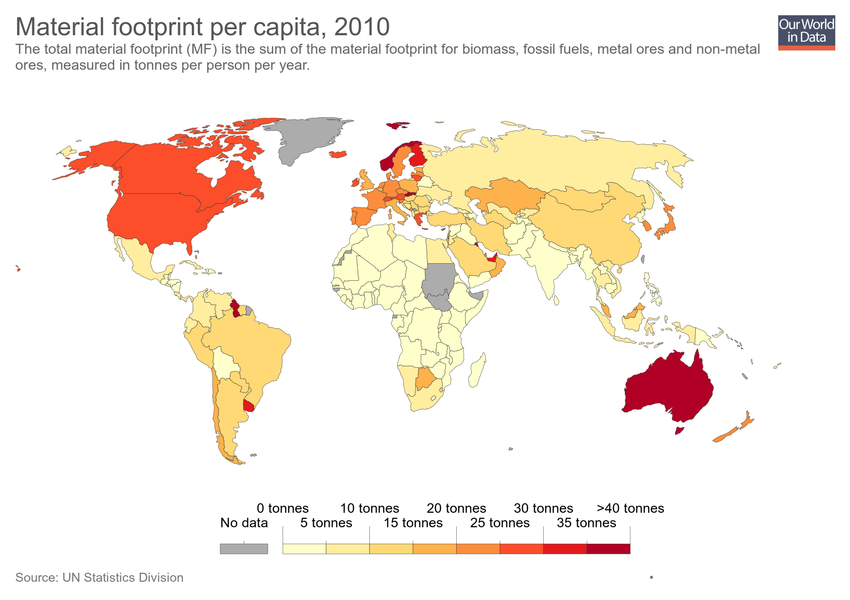 Material footprint per capita, 2010
The total material footprint (MF) is the sum of the material footprint for biomass, fossil fuels, metal ores and non-metal
ores, measured in tonnes per person per year.
Our World
in Data
0 tonnes 10 tonnes 20 tonnes 30 tonnes >40 tonnes
No data 5 tonnes 15 tonnes 25 tonnes 35 tonnes
Source: UN Statistics Division